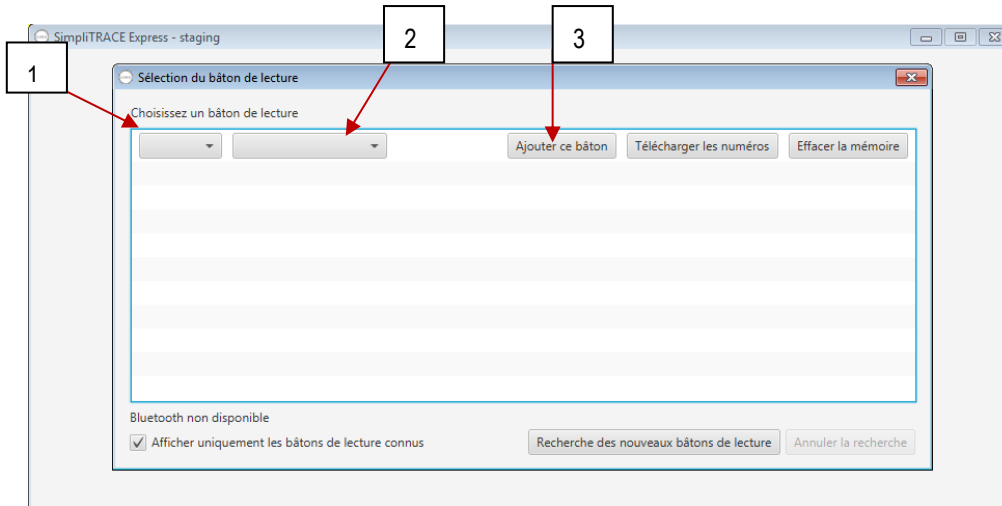 2
3
SimpliTRACE Express - staging
1
Sélection du bâton de lecture
Choisissez un bâton de lecture
Ajouter ce bâton Télécharger les numéros Effacer la mémoire
Bluetooth non disponible
Afficher uniquement les bâtons de lecture connus Recherche des nouveaux bâtons de lecture Annuler la recherche